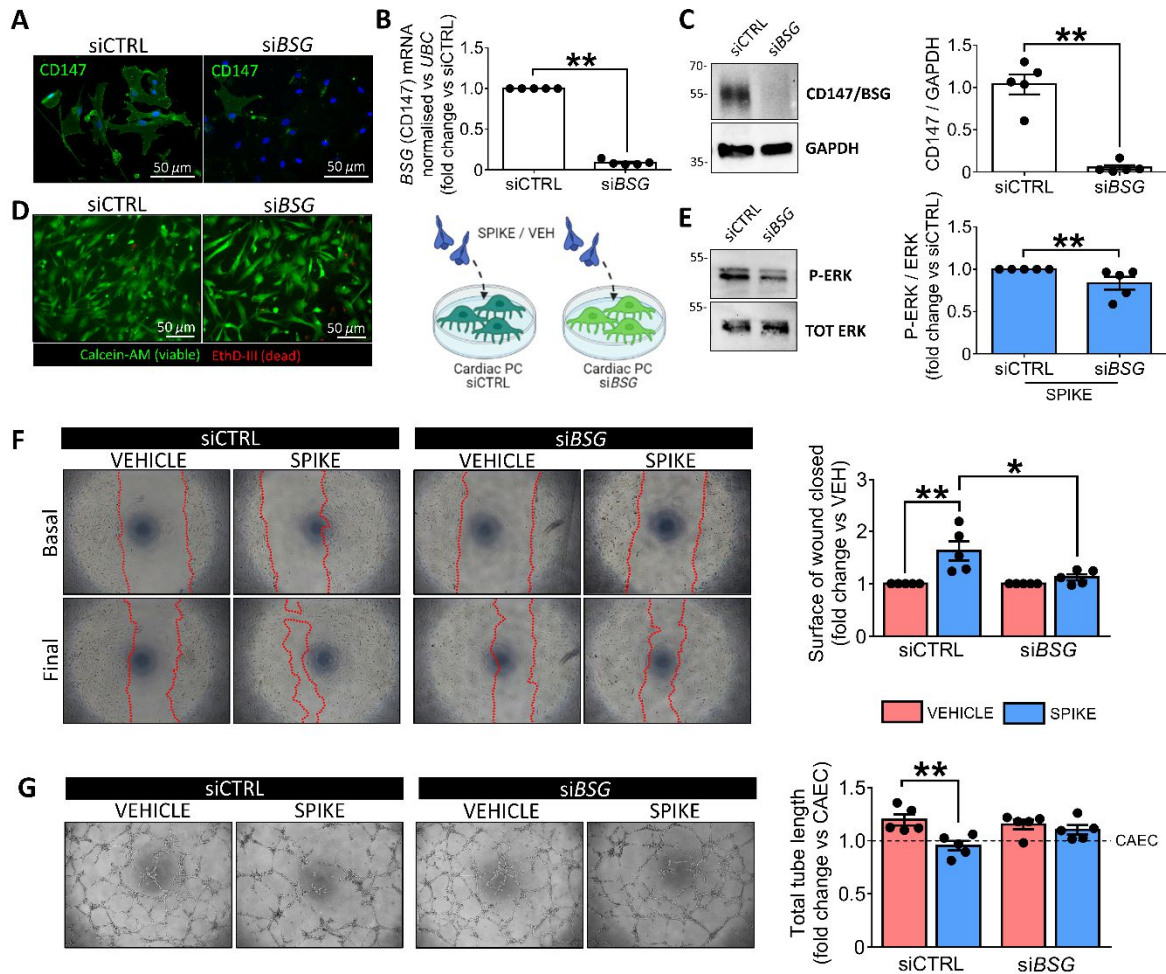 A
siCTRL
siBSG
CD147
CD147
50 µm
50 µm
B
BSG (CD147) mRNA
normalised vs UBC
(fold change vs siCTRL)
1.5
1.0
0.5
0.0
**
siCTRL
siBSG
C
siCTRL
siBSG
70-
55-
35-
CD147/BSG
GAPDH
CD147 / GAPDH
1.5
1.0
0.5
0.0
**
siCTRL
siBSG
D
siCTRL
siBSG
50 µm
50 µm
Calcein-AM (viable)
EthD-III (dead)
SPIKE / VEH
Cardiac PC
siCTRL
Cardiac PC
siBSG
E
siCTRL
siBSG
55-
55-
P-ERK
TOT ERK
P-ERK / ERK
(fold change vs siCTRL)
1.5
1.0
0.5
0.0
**
siCTRL
siBSG
SPIKE
F
siCTRL
siBSG
VEHICLE
SPIKE
VEHICLE
SPIKE
Basal
Final
Surface of wound closed
(fold change vs VEH)
3
2
1
0
**
*
siCTRL
siBSG
VEHICLE
SPIKE
G
siCTRL
siBSG
VEHICLE
SPIKE
VEHICLE
SPIKE
Total tube length
(fold change vs CAEC)
1.5
1.0
0.5
0
**
CAEC
siCTRL
siBSG